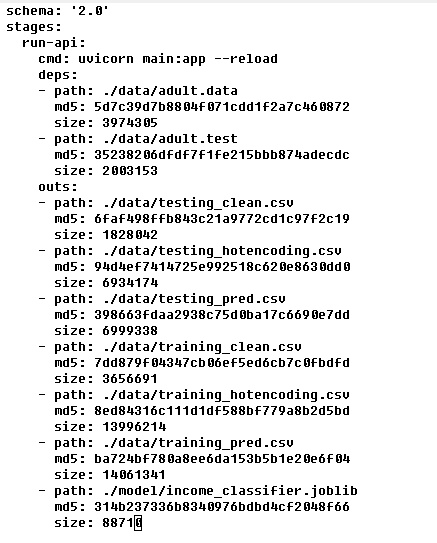 schema: '2.0'
stages:
  run-api:
    cmd: uvicorn main:app --reload
    deps:
    - path: ./data/adult.data
      md5: 5d7c39d7b8804f071cdd1f2a7c460872
      size: 3974305
    - path: ./data/adult.test
      md5: 35238206dfdf7f1fe215bbb874adecdc
      size: 2003153
    outs:
    - path: ./data/testing_clean.csv
      md5: 6faf498ffb843c21a9772cd1c97f2c19
      size: 1828042
    - path: ./data/testing_hotencoding.csv
      md5: 94d4ef7414725e992518c620e8630dd0
      size: 6934174
    - path: ./data/testing_pred.csv
      md5: 398663fdaa2938c75d0ba17c6690e7dd
      size: 6999338
    - path: ./data/training_clean.csv
      md5: 7dd879f04347cb06ef5ed6cb7c0fbdfd
      size: 3656691
    - path: ./data/training_hotencoding.csv
      md5: 8ed84316c111d1df588bf779a8b2d5bd
      size: 13996214
    - path: ./data/training_pred.csv
      md5: ba724bf780a8ee6da153b5b1e20e6f04
      size: 14061341
    - path: ./model/income_classifier.joblib
      md5: 314b237336b8340976bdbd4cf2048f66
      size: 88710